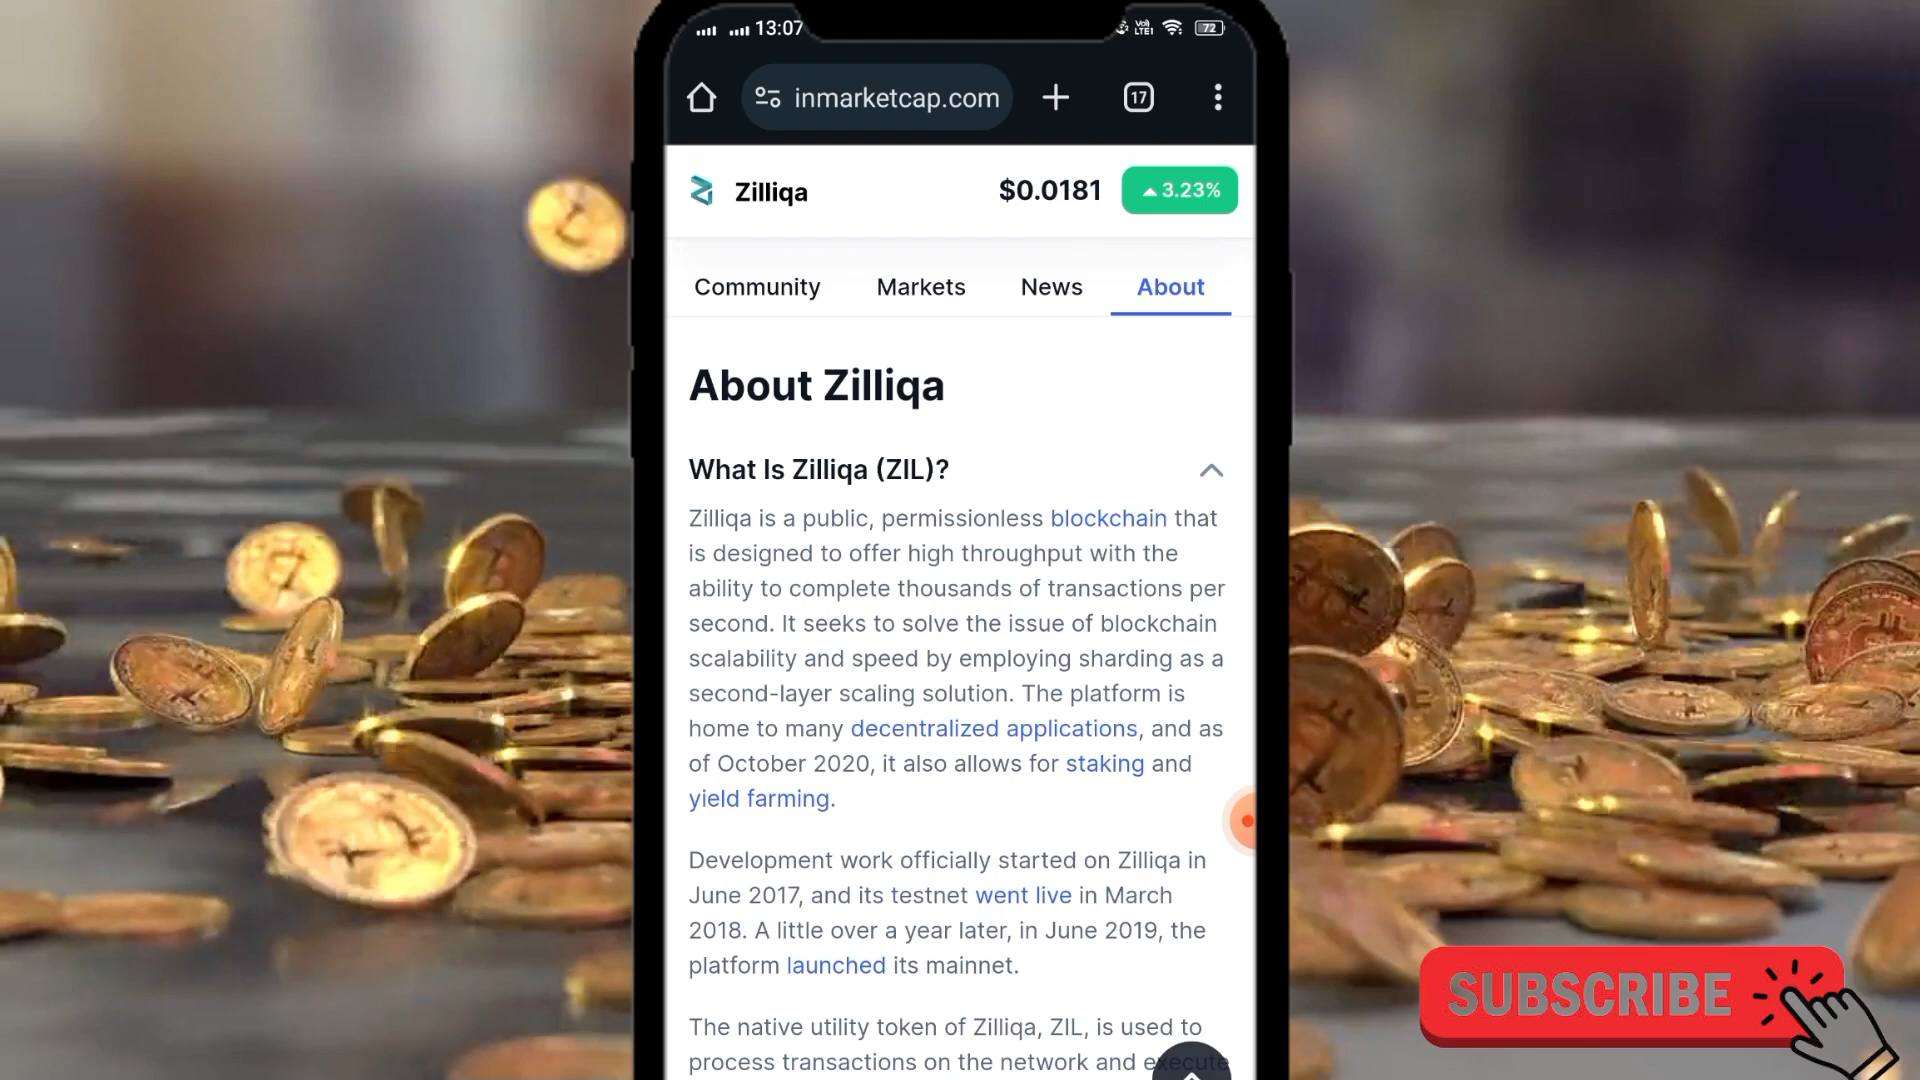 13:07
Vo) LTE1
72
inmarketcap.com
17
Zilliqa
$0.0181
3.23%
Community
Markets
News
About
About Zilliqa
What Is Zilliqa (ZIL)?
Zilliqa is a public, permissionless blockchain that
is designed to offer high throughput with the
ability to complete thousands of transactions per
second. It seeks to solve the issue of blockchain
scalability and speed by employing sharding as a
second-layer scaling solution. The platform is
home to many decentralized applications, and as
of October 2020, it also allows for staking and
yield farming.
Development work officially started on Zilliqa in
June 2017, and its testnet went live in March
2018. A little over a year later, in June 2019, the
platform launched its mainnet.
The native utility token of Zilliqa, ZIL, is used to
process transactions on the network and execute
SUBSCRIBE